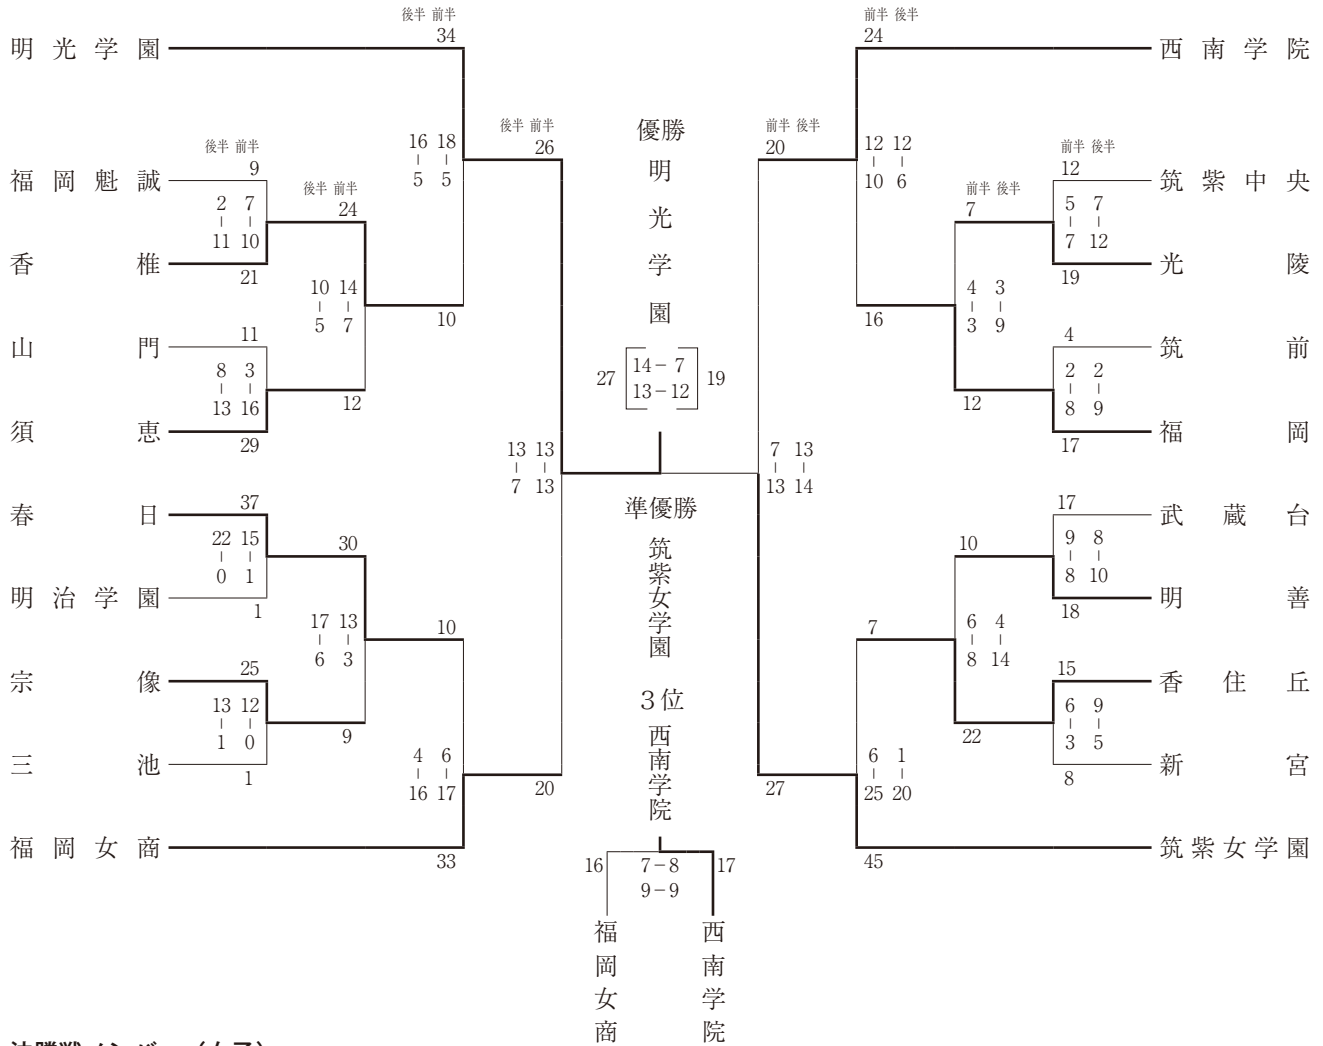 後半 前半
34
明光学園
16 18
5 5
後半 前半
9
福岡魁誠
2 7
11 10
香椎
21
後半 前半
24
10 14
5 7
山門
11
8 3
13 16
須恵
29
12
10
後半 前半
26
春日
37
22 15
0 1
明治学園
1
30
17 13
6 3
宗像
25
13 12
1 0
三池
1
9
10
4 6
16 17
福岡女商
33
20
13 13
7 13
優勝
明光学園
27 14-7 19
13-12
準優勝
筑紫女学園
3位
西南学院
16 7-8 17
9-9
福岡女商
西南学院
前半 後半
24
西南学院
前半 後半
20
12 12
10 6
前半 後半
12
筑紫中央
5 7
7 12
光陵
19
前半 後半
7
4 3
3 9
4
筑前
2 2
8 9
福岡
17
12
16
7 13
13 14
17
武蔵台
9 8
8 10
明善
18
10
6 4
8 14
15
香住丘
6 9
3 5
新宮
8
22
7
6 1
25 20
27
筑紫女学園
45